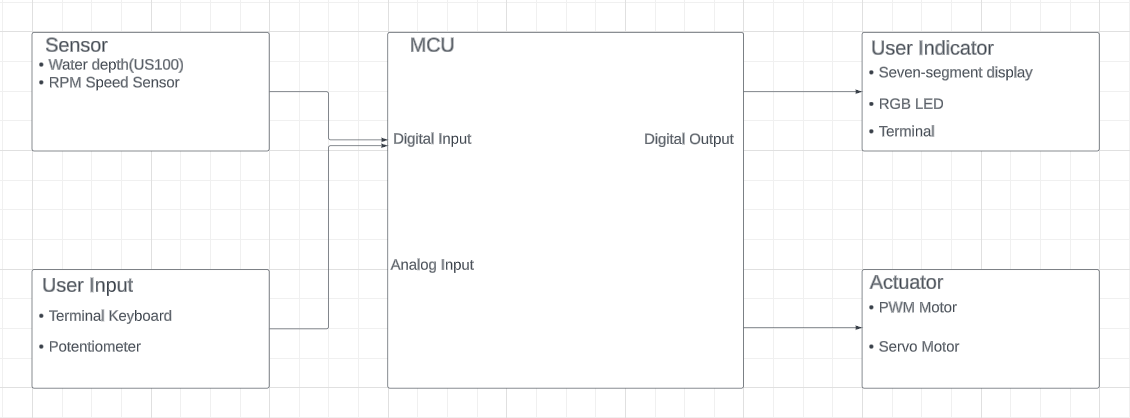 Sensor
• Water depth(US100)
• RPM Speed Sensor
MCU
Digital Input
Digital Output
Analog Input
User Indicator
• Seven-segment display
• RGB LED
• Terminal
User Input
• Terminal Keyboard
• Potentiometer
Actuator
• PWM Motor
• Servo Motor